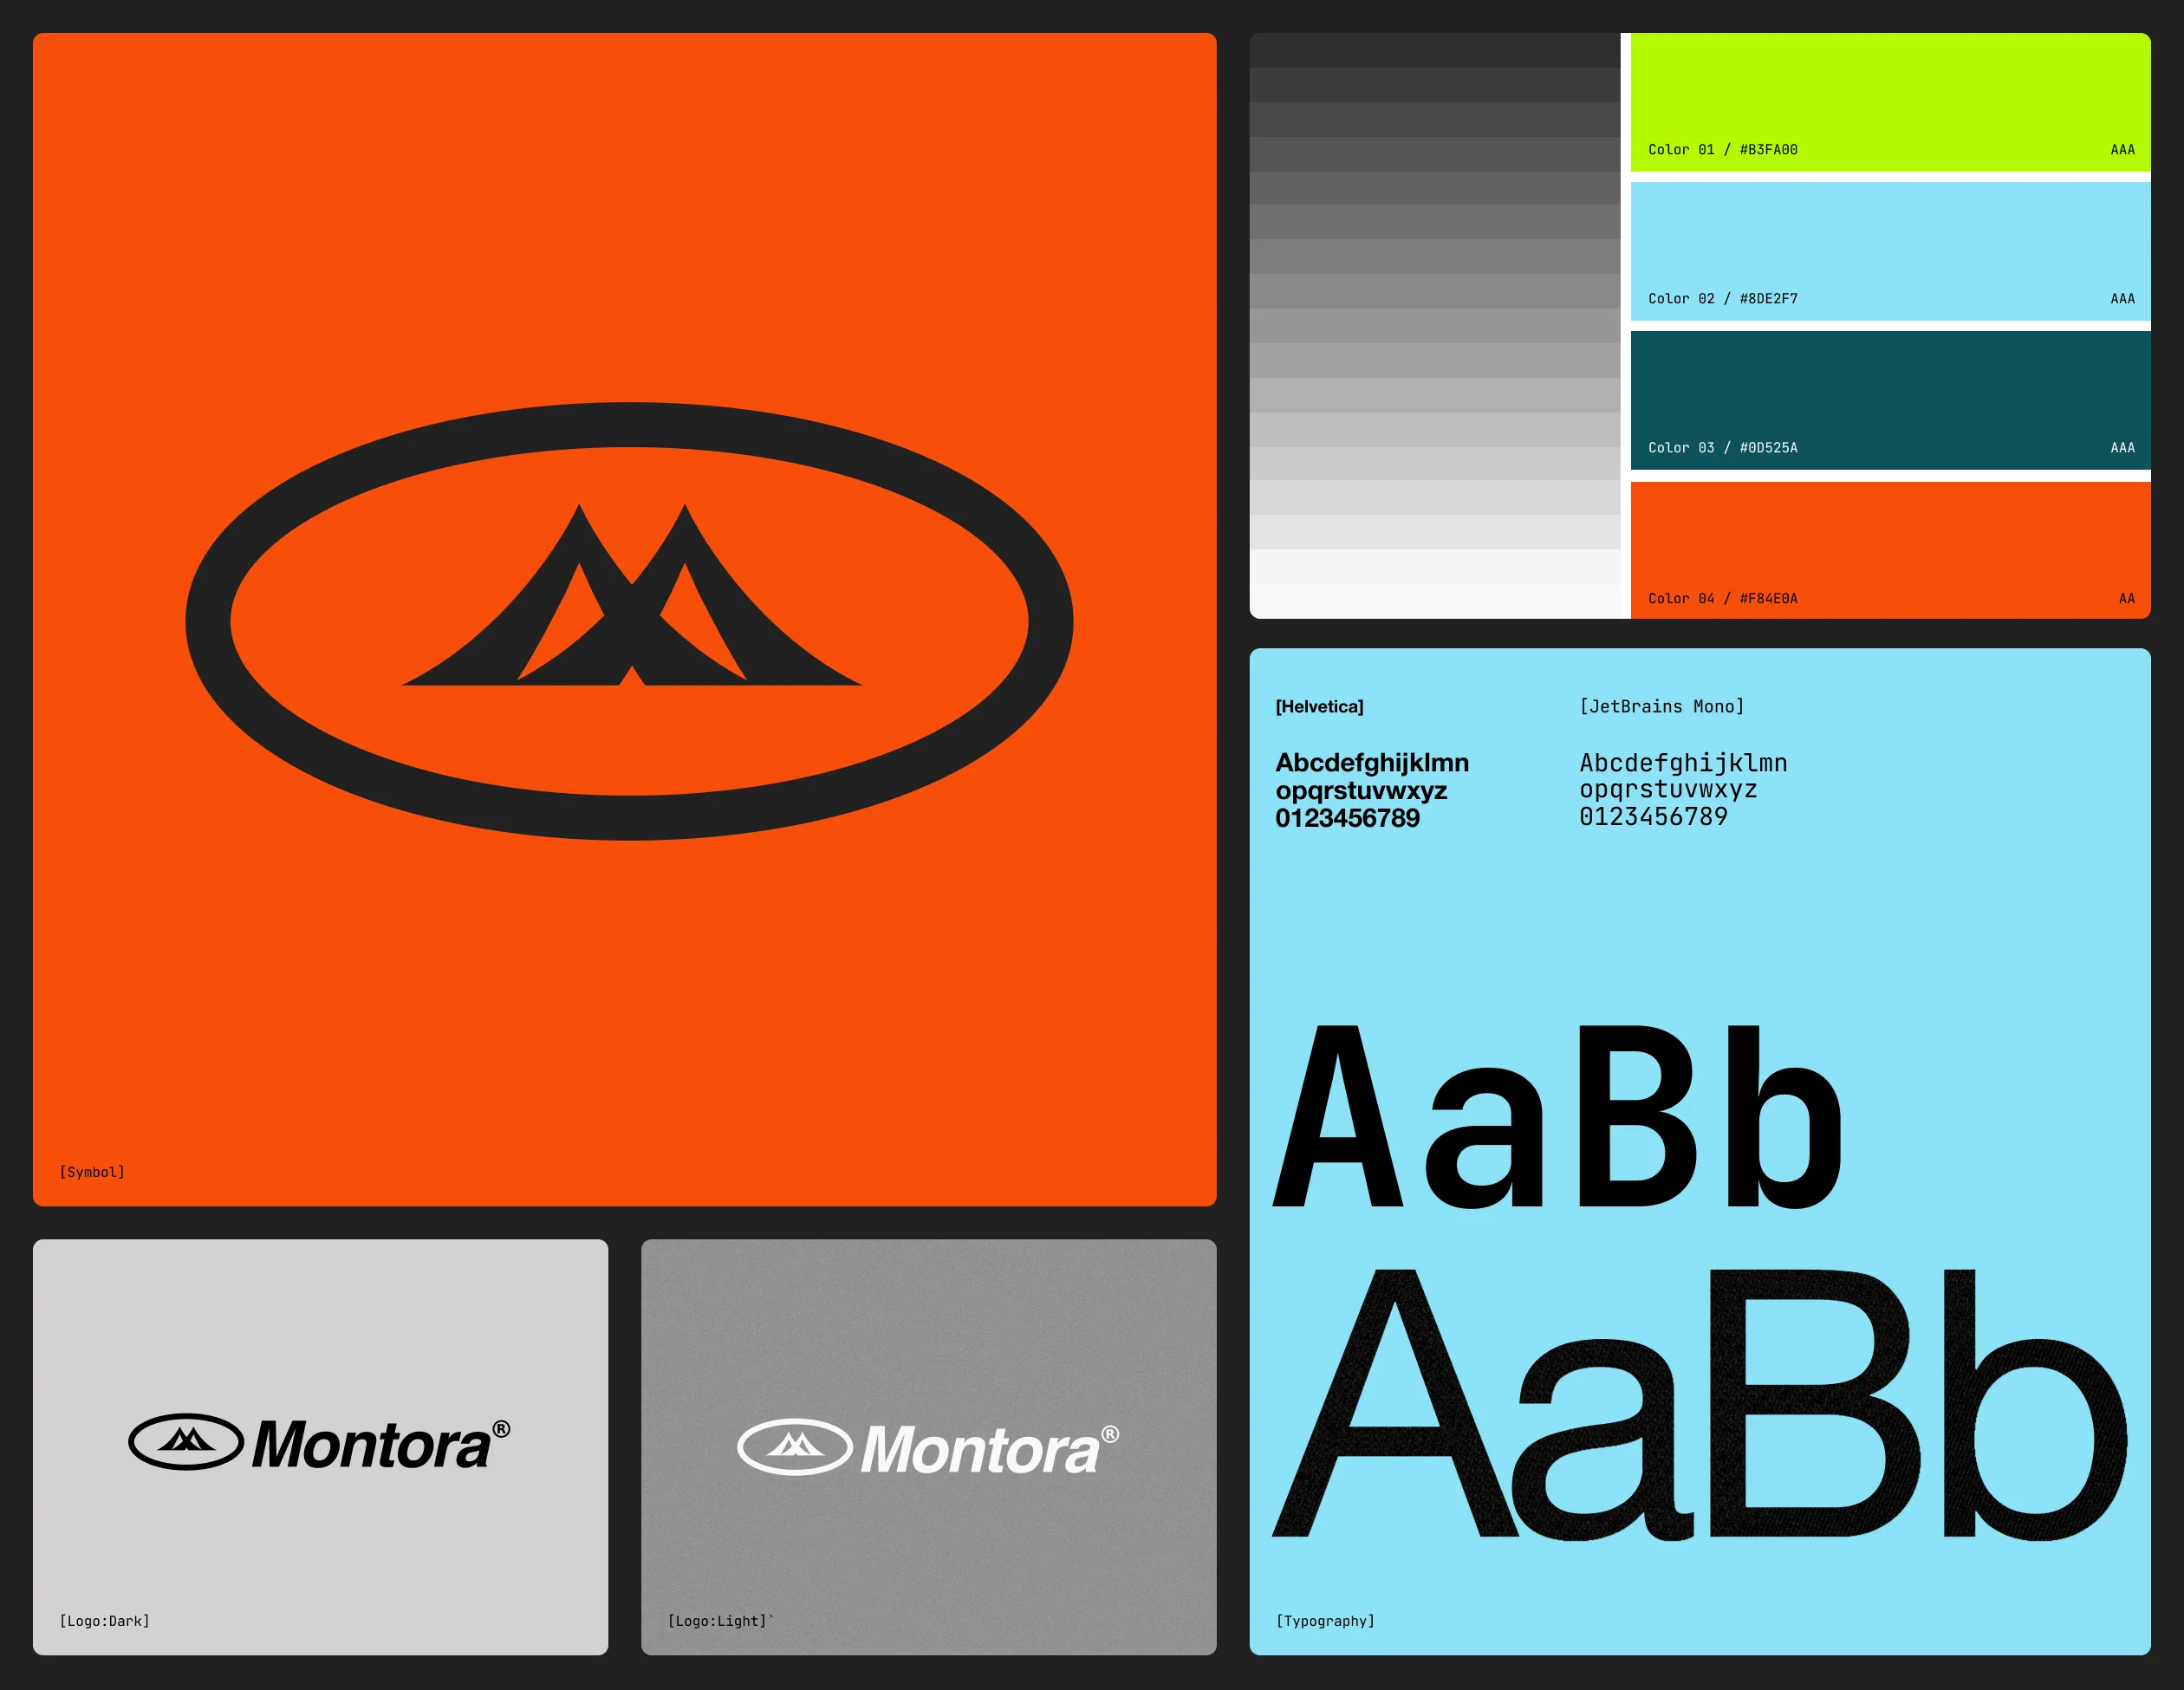 [Symbol]
Color 01 / #B3FA00 AAA
Color 02 / #8DE2F7 AAA
Color 03 / #0D525A AAA
Color 04 / #F84E0A AA
[Helvetica]
Abcdefghijklmn
opqrstuvwxyz
0123456789
[JetBrains Mono]
Abcdefghijklmn
opqrstuvwxyz
0123456789
AaBb
AaBb
[Typography]
Montora®
[Logo:Dark]
Montora®
[Logo:Light]`